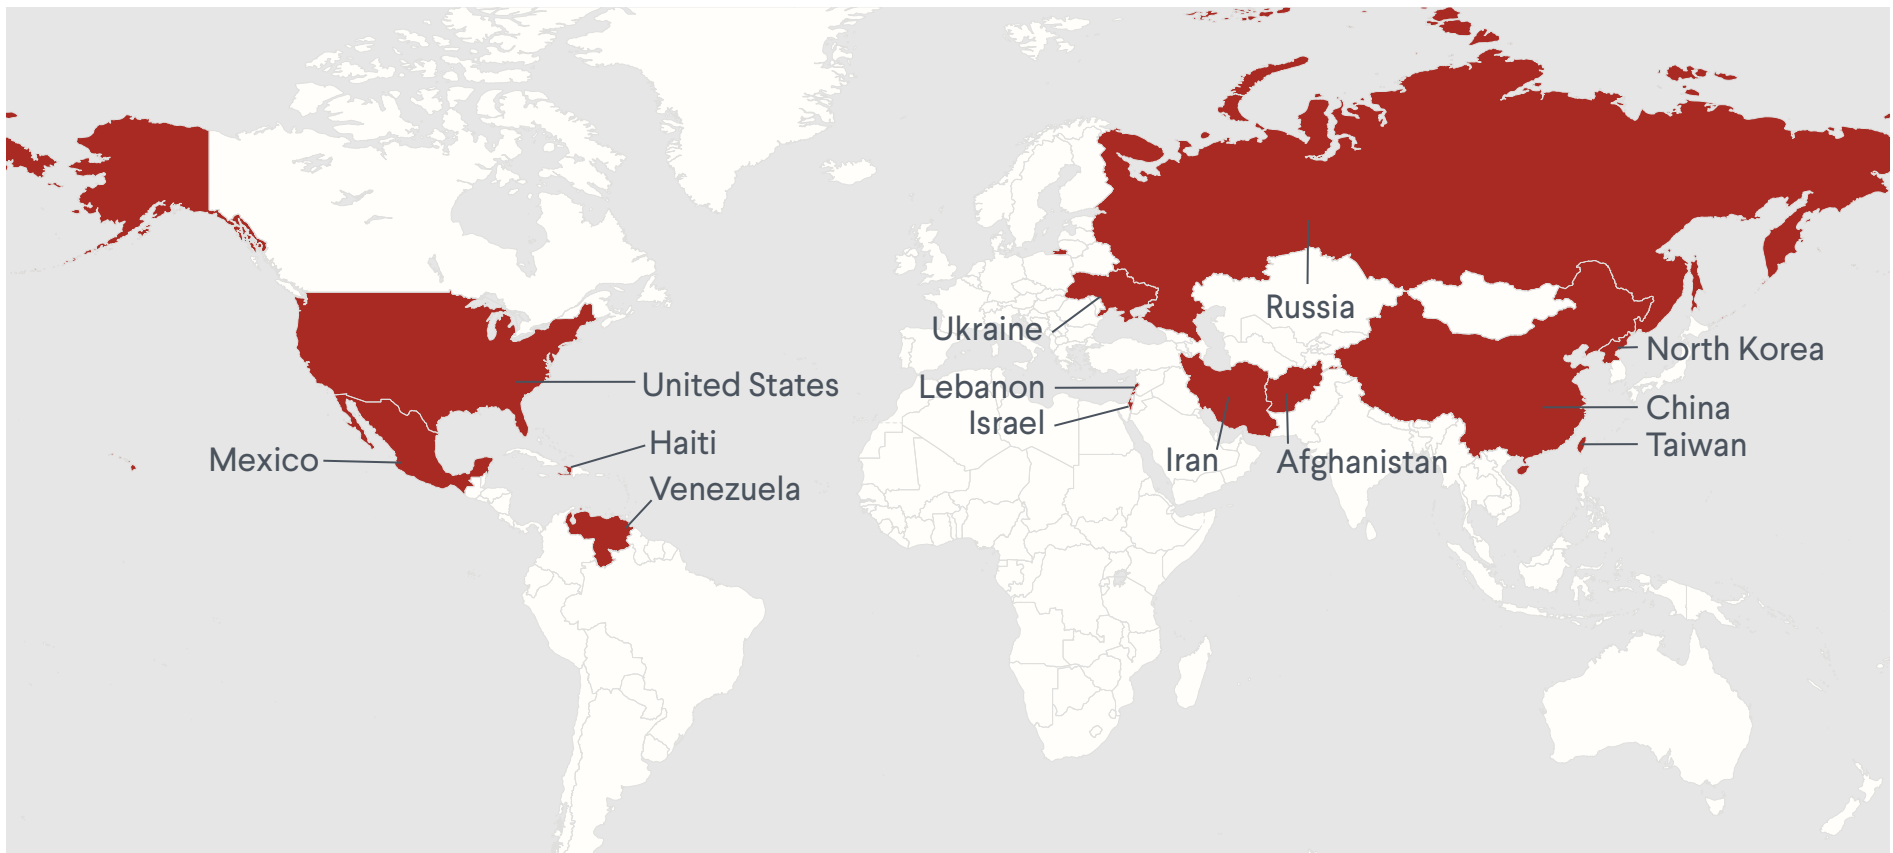 Russia
Ukraine
North Korea
United States
Lebanon
China
Israel
Haiti
Taiwan
Mexico
Iran
Afghanistan
Venezuela